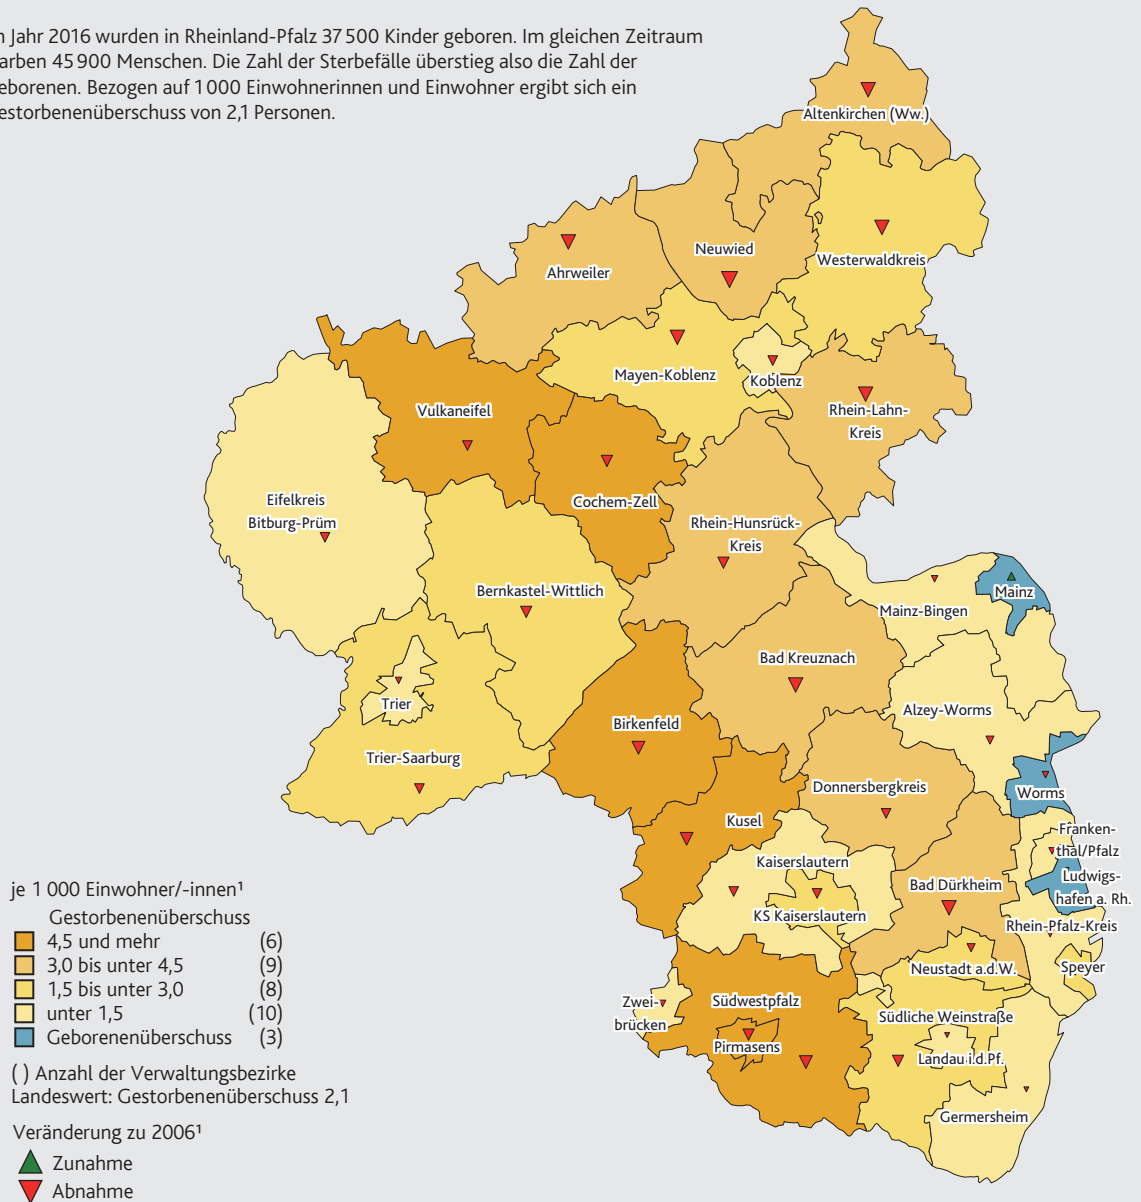 n Jahr 2016 wurden in Rheinland-Pfalz 37 500 Kinder geboren. Im gleichen Zeitraum
arben 45 900 Menschen. Die Zahl der Sterbefälle überstieg also die Zahl der
eborenen. Bezogen auf 1 000 Einwohnerinnen und Einwohner ergibt sich ein
estorbenenüberschuss von 2,1 Personen.
Altenkirchen (Ww.)
Neuwied
Westerwaldkreis
Ahrweiler
Mayen-Koblenz
Koblenz
Rhein-Lahn-
Kreis
Vulkaneifel
Cochem-Zell
Eifelkreis
Bitburg-Prüm
Rhein-Hunsrück-
Kreis
Bernkastel-Wittlich
Mainz
Mainz-Bingen
Bad Kreuznach
Trier
Alzey-Worms
Birkenfeld
Trier-Saarburg
Donnersbergkreis
Worms
Kusel
Franken-
thal/Pfalz
Kaiserslautern
Ludwigs-
hafen a. Rh.
Bad Dürkheim
KS Kaiserslautern
Rhein-Pfalz-Kreis
Neustadt a.d.W.
Speyer
Zwei-
brücken
Südwestpfalz
Südliche Weinstraße
Pirmasens
Landau i.d.Pf.
Germersheim
je 1 000 Einwohner/-innen¹
Gestorbenenüberschuss
4,5 und mehr (6)
3,0 bis unter 4,5 (9)
1,5 bis unter 3,0 (8)
unter 1,5 (10)
Geborenenüberschuss (3)
( ) Anzahl der Verwaltungsbezirke
Landeswert: Gestorbenenüberschuss 2,1
Veränderung zu 2006¹
Zunahme
Abnahme